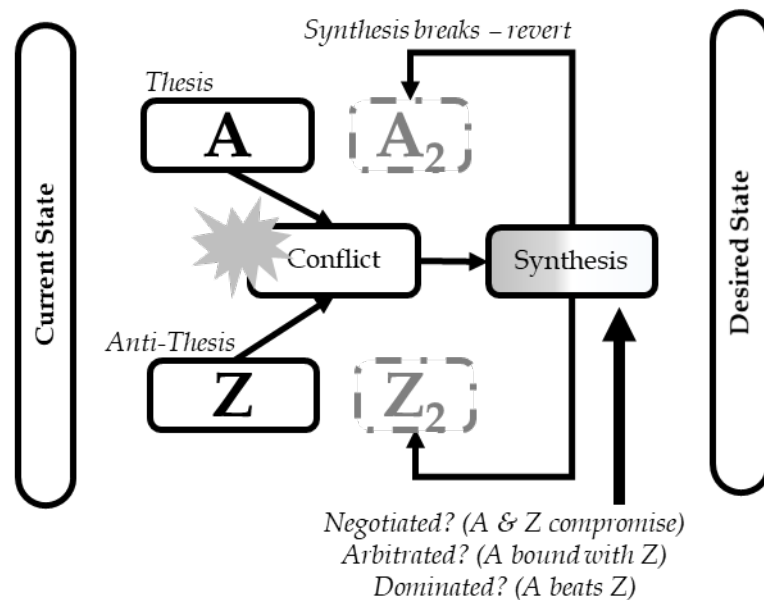 Synthesis breaks – revert
Thesis
A
A₂
Current State
Conflict
Synthesis
Desired State
Anti-Thesis
Z
Z₂
Negotiated? (A & Z compromise)
Arbitrated? (A bound with Z)
Dominated? (A beats Z)